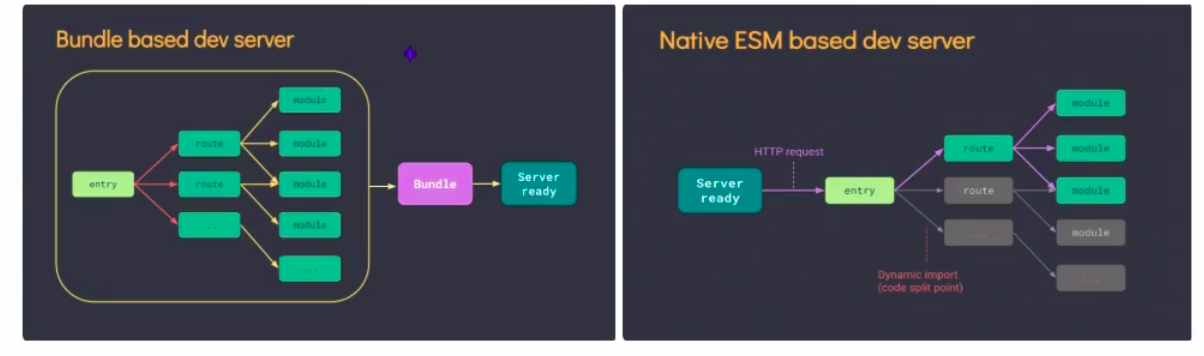 Bundle based dev server
module
route
module
entry
route
module
Bundle
Server
ready
...
module
...
Native ESM based dev server
module
HTTP request
route
module
Server
ready
entry
route
module
...
module
Dynamic import
(code split point)
...